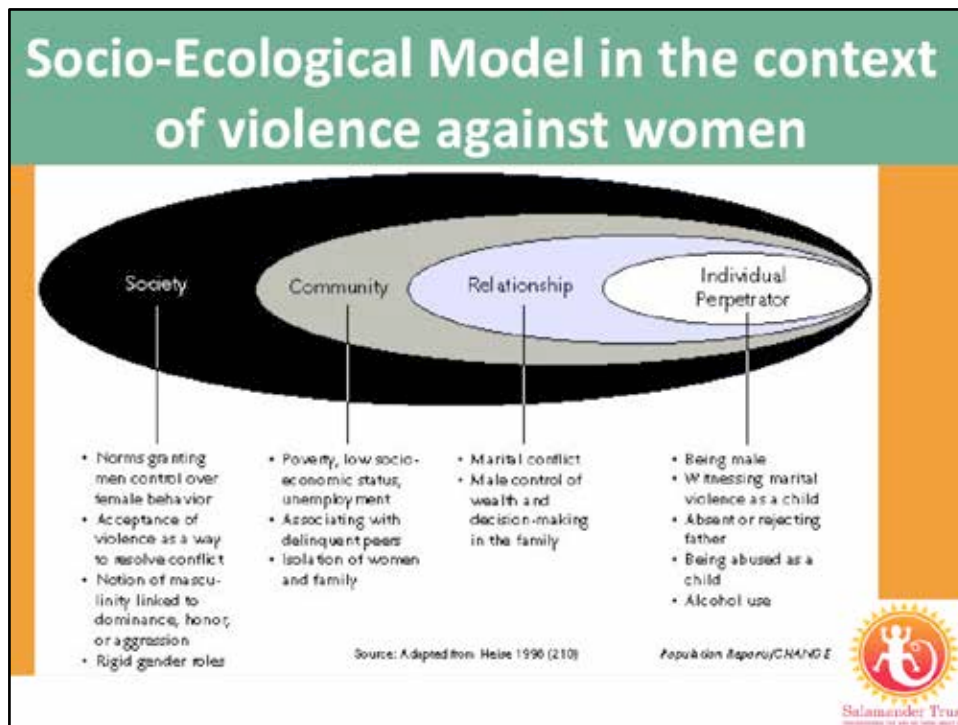 Socio-Ecological Model in the context
of violence against women
Society
Community
Relationship
Individual
Perpetrator
• Norms granting
men control over
female behavior
• Acceptance of
violence as a way
to resolve conflict
• Notion of mascu-
linity linked to
dominance, honor,
or aggression
• Rigid gender roles
• Poverty, low socio-
economic status,
unemployment
• Associating with
delinquent peers
• Isolation of women
and family
• Marital conflict
• Male control of
wealth and
decision-making
in the family
• Being male
• Witnessing marital
violence as a child
• Absent or rejecting
father
• Being abused as a
child
• Alcohol use
Source: Adapted from Heise 1998 (210)
Population Reports/CHANGE
Salamander Trus